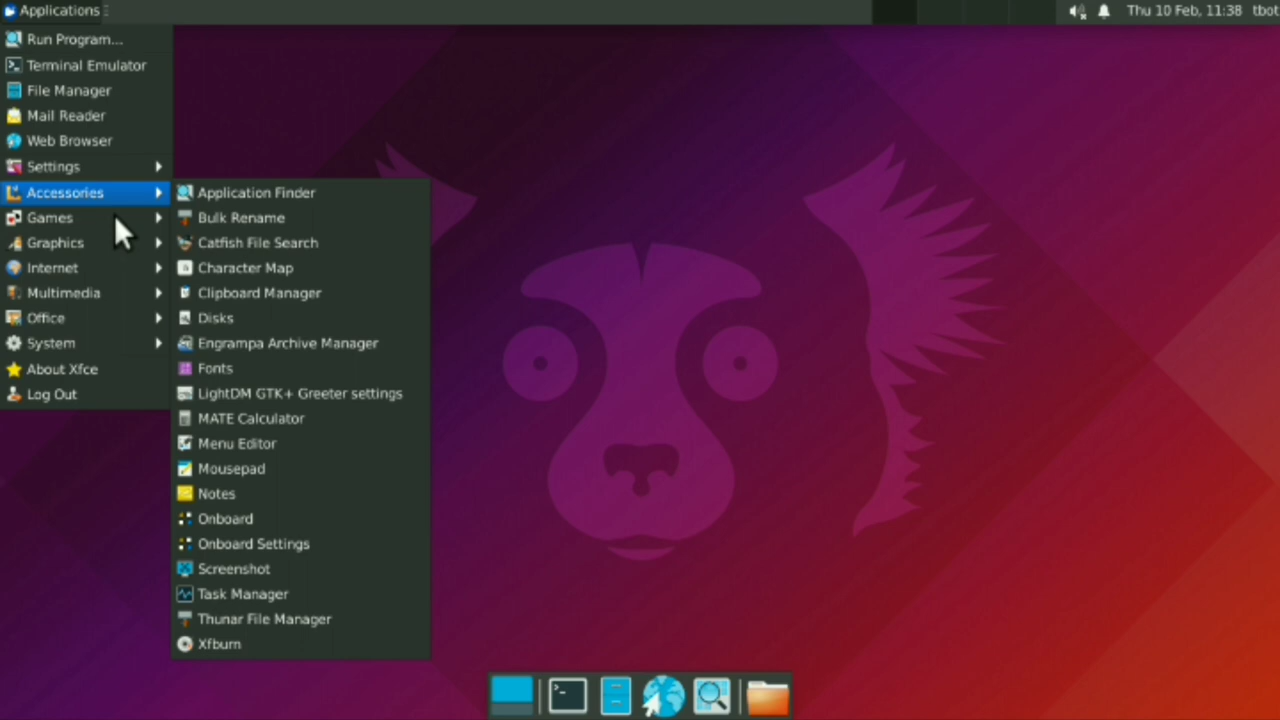 Applications
Thu 10 Feb, 11:38 tbot
Run Program...
Terminal Emulator
File Manager
Mail Reader
Web Browser
Settings
Accessories
Games
Graphics
Internet
Multimedia
Office
System
About Xfce
Log Out
Application Finder
Bulk Rename
Catfish File Search
Character Map
Clipboard Manager
Disks
Engrampa Archive Manager
Fonts
LightDM GTK+ Greeter settings
MATE Calculator
Menu Editor
Mousepad
Notes
Onboard
Onboard Settings
Screenshot
Task Manager
Thunar File Manager
Xfburn